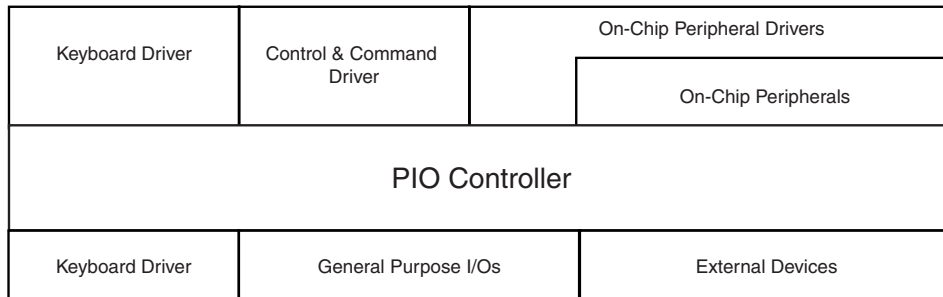 Keyboard Driver
Control & Command
Driver
On-Chip Peripheral Drivers
On-Chip Peripherals
PIO Controller
Keyboard Driver
General Purpose I/Os
External Devices